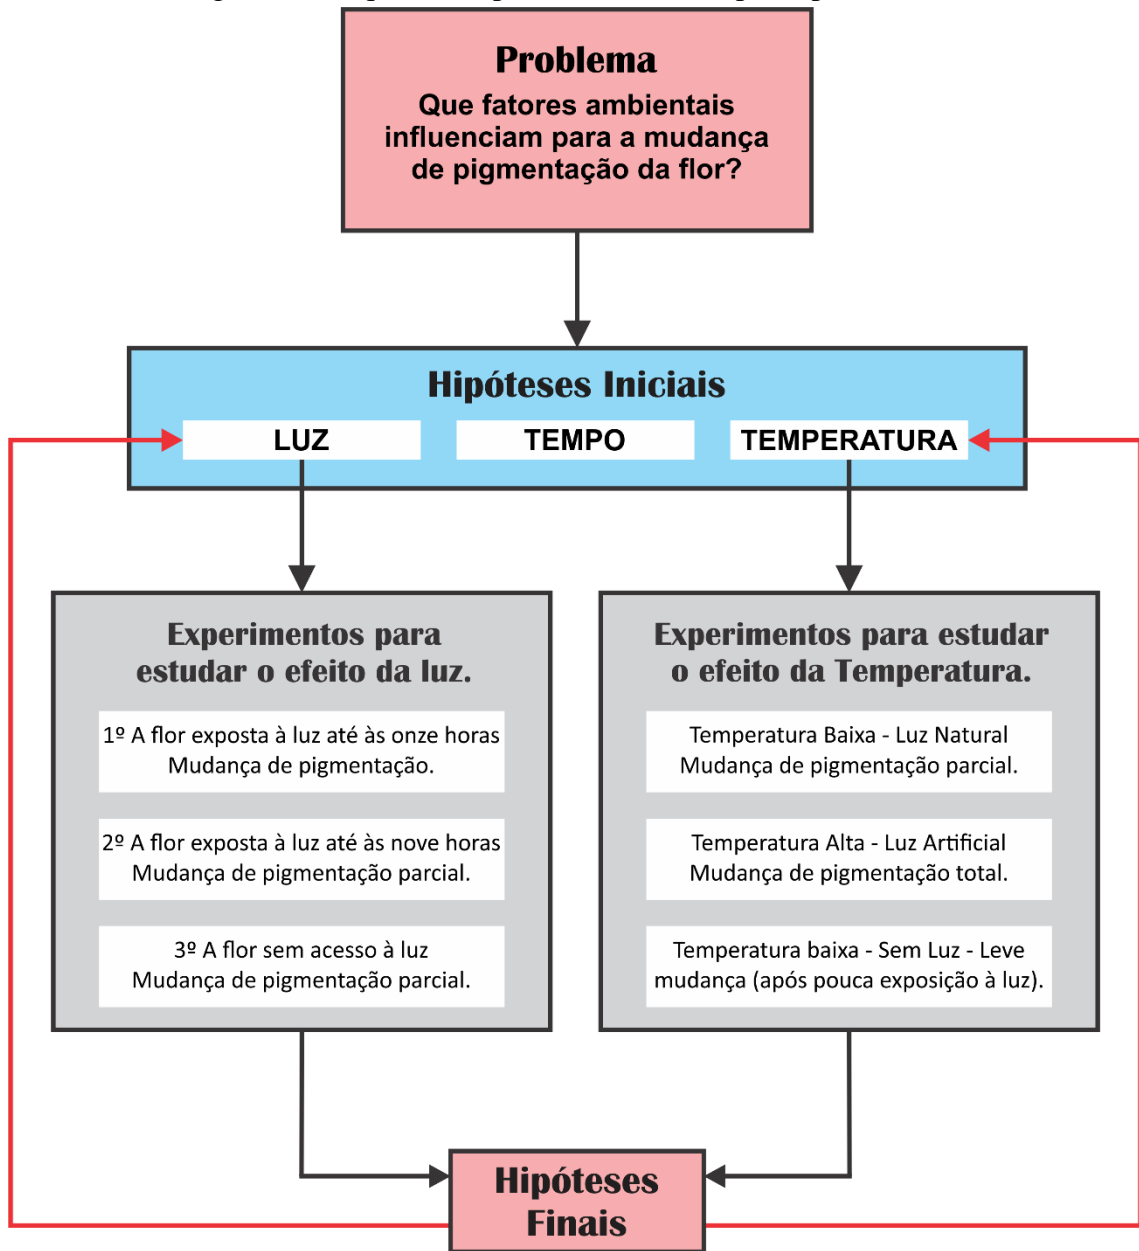 Problema
Que fatores ambientais
influenciam para a mudança
de pigmentação da flor?
Hipóteses Iniciais
LUZ
TEMPO
TEMPERATURA
Experimentos para
estudar o efeito da luz.
1º A flor exposta à luz até às onze horas
Mudança de pigmentação.
2º A flor exposta à luz até às nove horas
Mudança de pigmentação parcial.
3º A flor sem acesso à luz
Mudança de pigmentação parcial.
Experimentos para estudar
o efeito da Temperatura.
Temperatura Baixa - Luz Natural
Mudança de pigmentação parcial.
Temperatura Alta - Luz Artificial
Mudança de pigmentação total.
Temperatura baixa - Sem Luz - Leve
mudança (após pouca exposição à luz).
Hipóteses
Finais